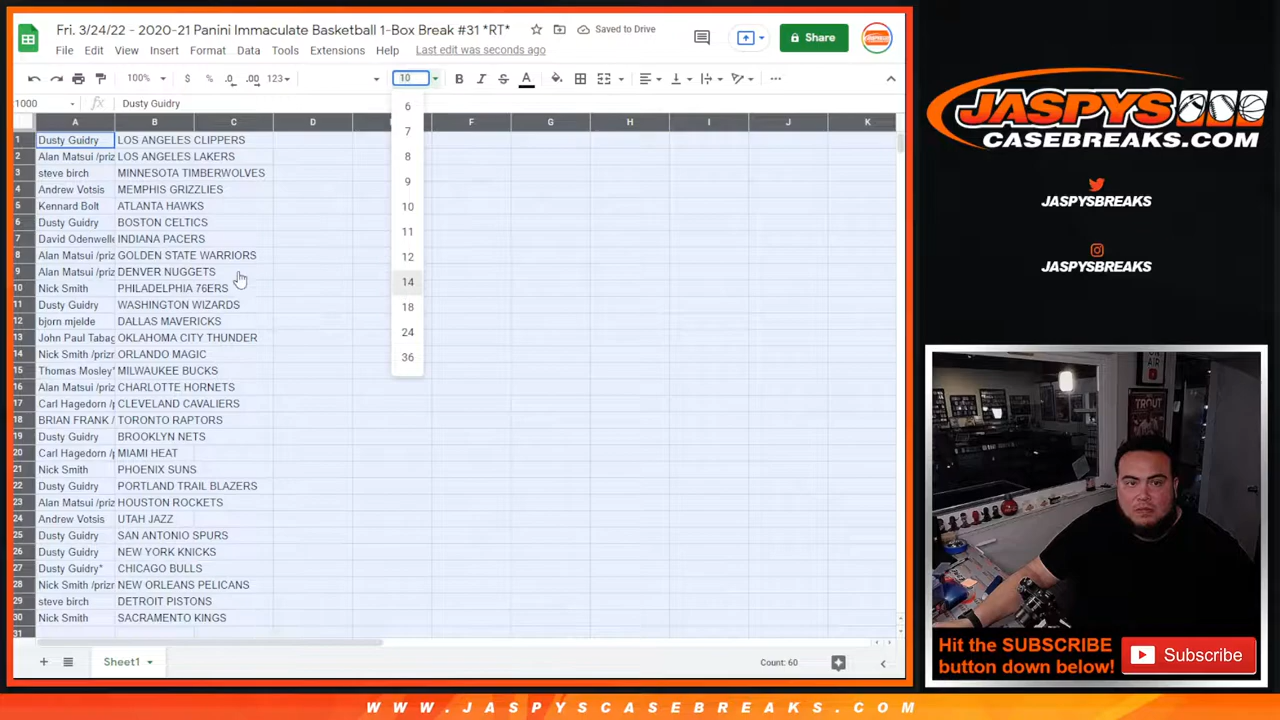 Fri. 3/24/22 - 2020-21 Panini Immaculate Basketball 1-Box Break #31 *RT*
Saved to Drive
Share
File Edit View Insert Format Data Tools Extensions Help Last edit was seconds ago
100% $ % .0 .00 123 10
1000 fx Dusty Guidry
A B C D F G H I J K
1 Dusty Guidry LOS ANGELES CLIPPERS
2 Alan Matsui /priz LOS ANGELES LAKERS
3 steve birch MINNESOTA TIMBERWOLVES
4 Andrew Votsis MEMPHIS GRIZZLIES
5 Kennard Bolt ATLANTA HAWKS
6 Dusty Guidry BOSTON CELTICS
7 David Odenwelle INDIANA PACERS
8 Alan Matsui /priz GOLDEN STATE WARRIORS
9 Alan Matsui /priz DENVER NUGGETS
10 Nick Smith PHILADELPHIA 76ERS
11 Dusty Guidry WASHINGTON WIZARDS
12 bjorn mjelde DALLAS MAVERICKS
13 John Paul Tabag OKLAHOMA CITY THUNDER
14 Nick Smith /prizr ORLANDO MAGIC
15 Thomas Mosley* MILWAUKEE BUCKS
16 Alan Matsui /priz CHARLOTTE HORNETS
17 Carl Hagedorn /p CLEVELAND CAVALIERS
18 BRIAN FRANK / TORONTO RAPTORS
19 Dusty Guidry BROOKLYN NETS
20 Carl Hagedorn /p MIAMI HEAT
21 Nick Smith PHOENIX SUNS
22 Dusty Guidry PORTLAND TRAIL BLAZERS
23 Alan Matsui /priz HOUSTON ROCKETS
24 Andrew Votsis UTAH JAZZ
25 Dusty Guidry SAN ANTONIO SPURS
26 Dusty Guidry NEW YORK KNICKS
27 Dusty Guidry* CHICAGO BULLS
28 Nick Smith /prizr NEW ORLEANS PELICANS
29 steve birch DETROIT PISTONS
30 Nick Smith SACRAMENTO KINGS
31
6
7
8
9
10
11
12
14
18
24
36
Sheet1
Count: 60
JASPYS
CASEBREAKS.COM
JASPYSBREAKS
JASPYSBREAKS
ON AIR
TROUT
Hit the SUBSCRIBE
button down below!
Subscribe
WWW.JASPYSCASEBREAKS.COM